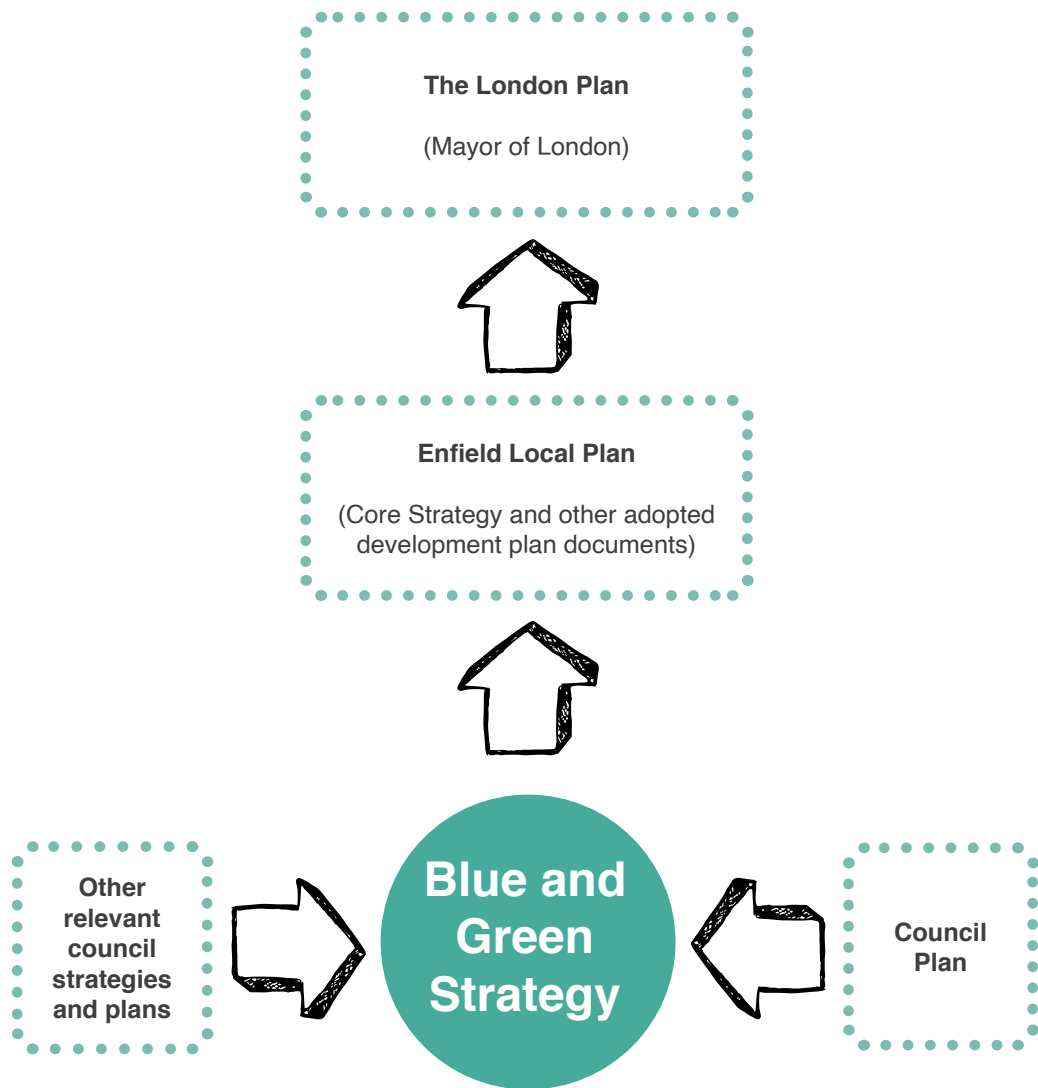 The London Plan
(Mayor of London)
Enfield Local Plan
(Core Strategy and other adopted
development plan documents)
Other
relevant
council
strategies
and plans
Blue and
Green
Strategy
Council
Plan